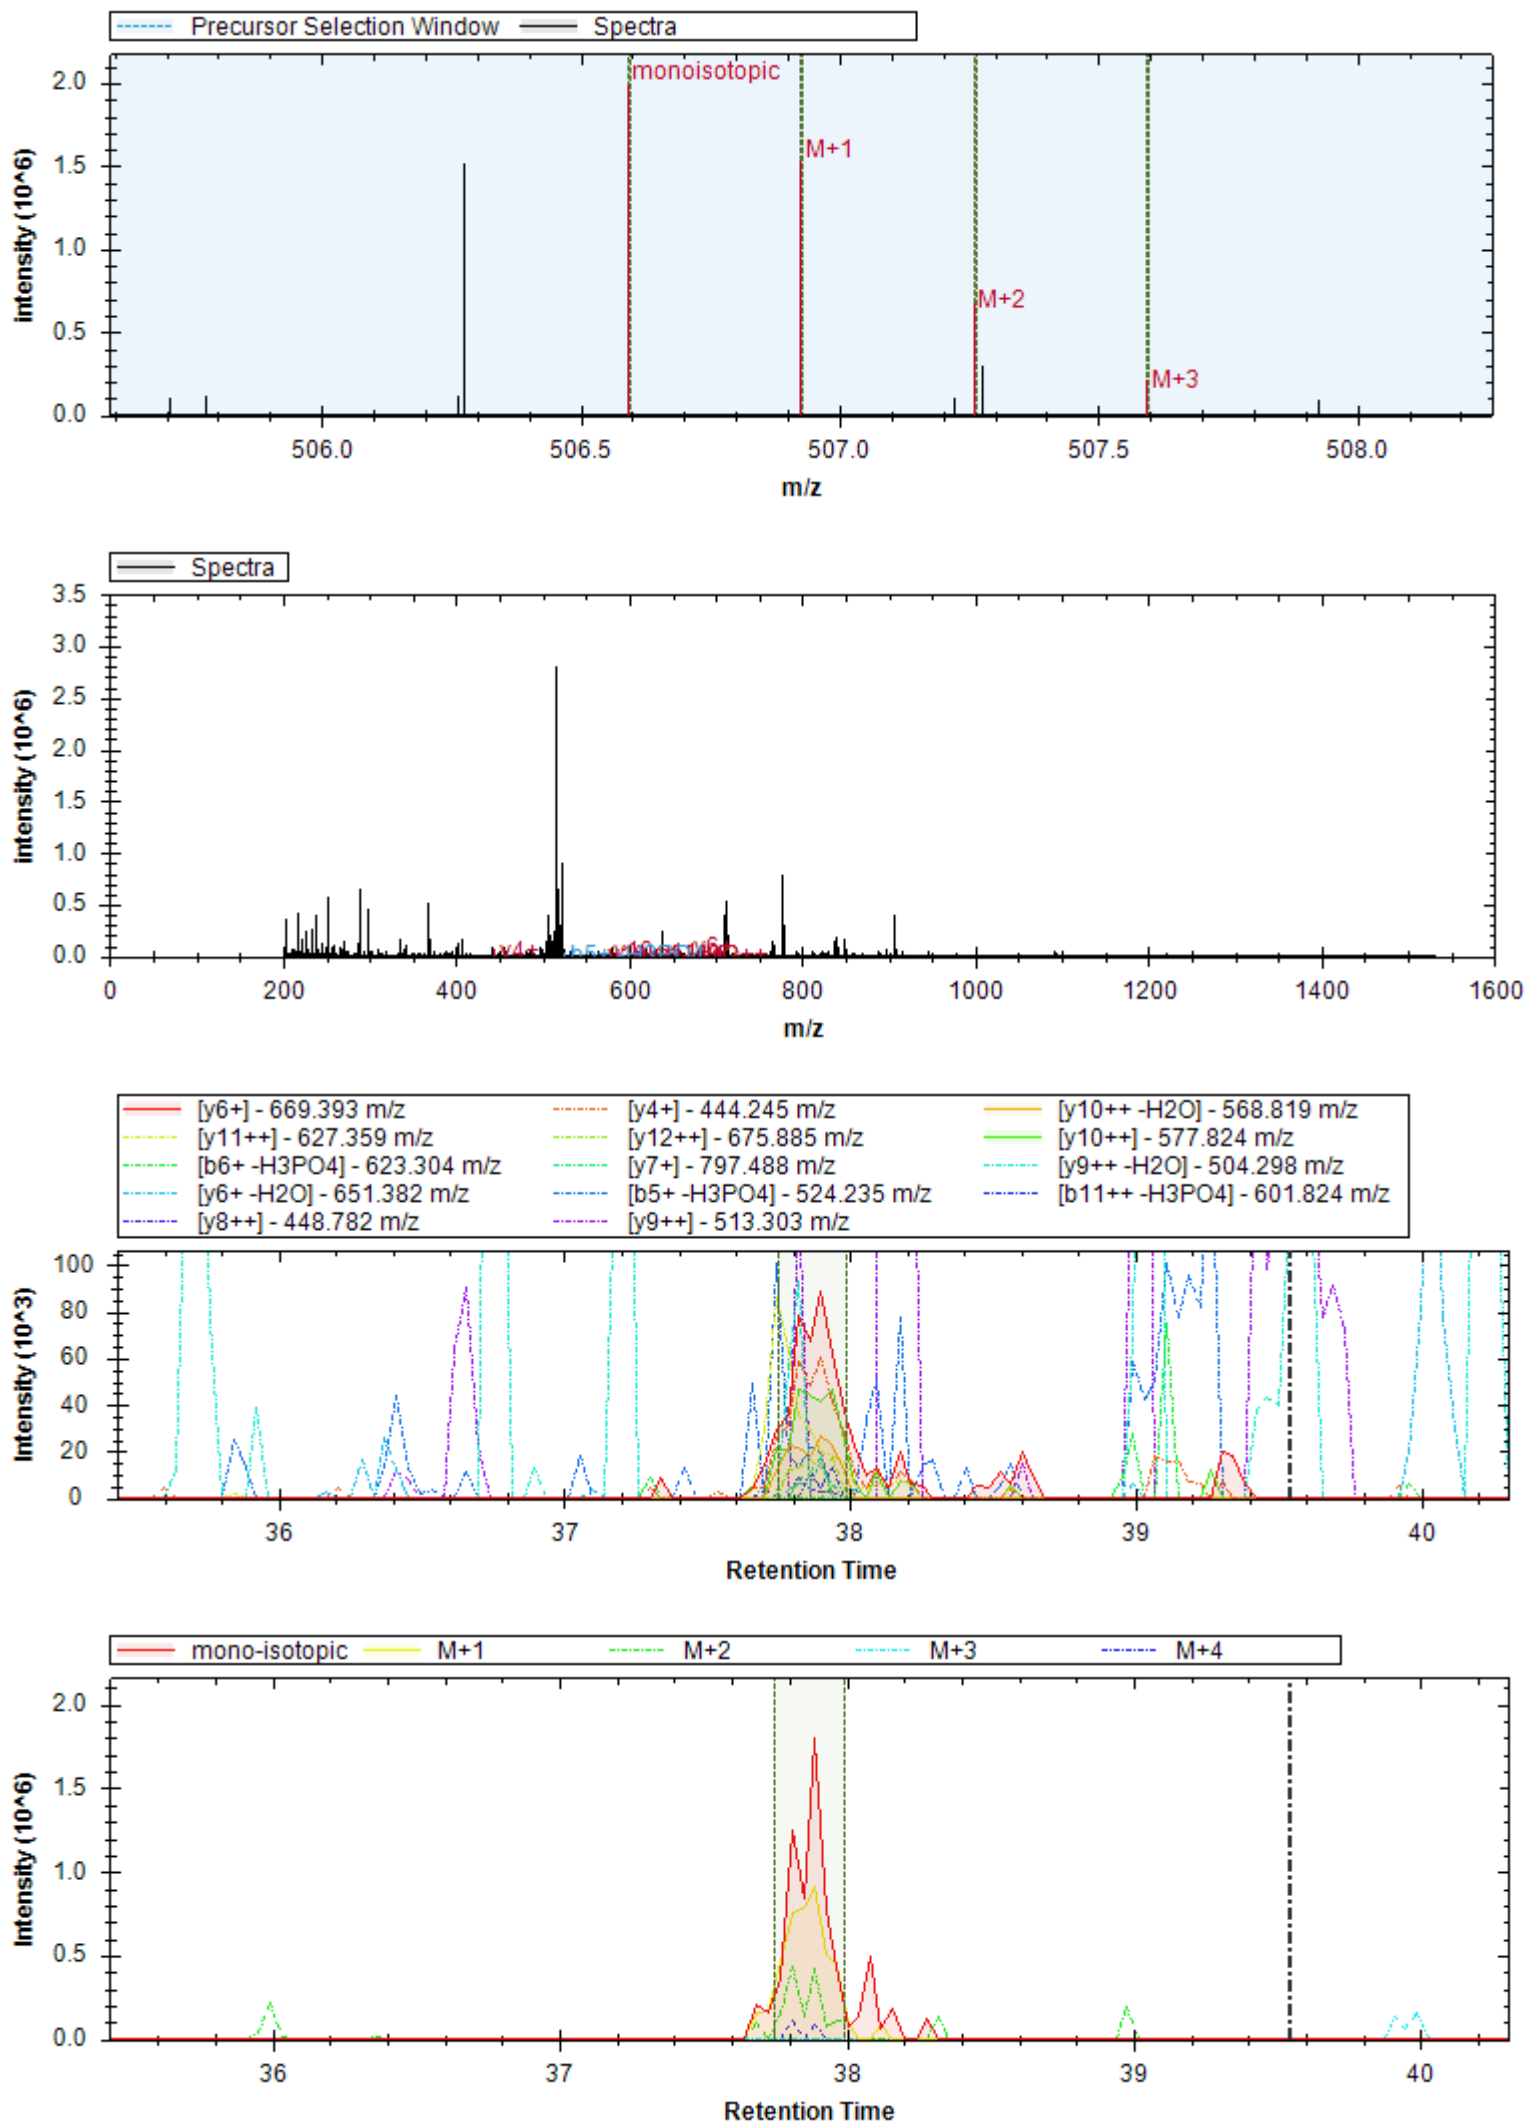 Precursor Selection Window Spectra
intensity (10^6)
2.0
1.5
1.0
0.5
0.0
monoisotopic
M+1
M+2
M+3
506.0 506.5 507.0 507.5 508.0
m/z
Spectra
intensity (10^6)
3.5
3.0
2.5
2.0
1.5
1.0
0.5
0.0
y4+
0 200 400 600 800 1000 1200 1400 1600
m/z
[y6+] - 669.393 m/z [y4+] - 444.245 m/z [y10++ -H2O] - 568.819 m/z
[y11++] - 627.359 m/z [y12++] - 675.885 m/z [y10++] - 577.824 m/z
[b6+ -H3PO4] - 623.304 m/z [y7+] - 797.488 m/z [y9++ -H2O] - 504.298 m/z
[y6+ -H2O] - 651.382 m/z [b5+ -H3PO4] - 524.235 m/z [b11++ -H3PO4] - 601.824 m/z
[y8++] - 448.782 m/z [y9++] - 513.303 m/z
Intensity (10^3)
100
80
60
40
20
0
36 37 38 39 40
Retention Time
mono-isotopic M+1 M+2 M+3 M+4
Intensity (10^6)
2.0
1.5
1.0
0.5
0.0
36 37 38 39 40
Retention Time